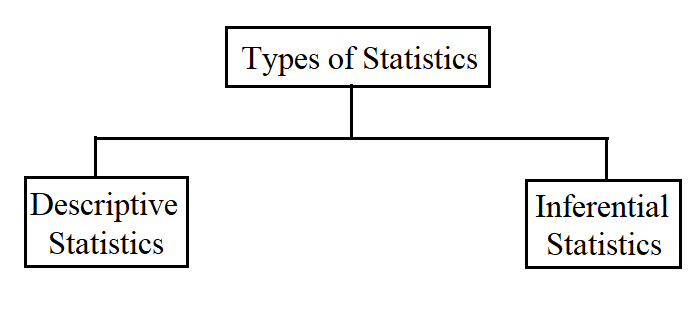 Types of Statistics
Descriptive
Statistics
Inferential
Statistics